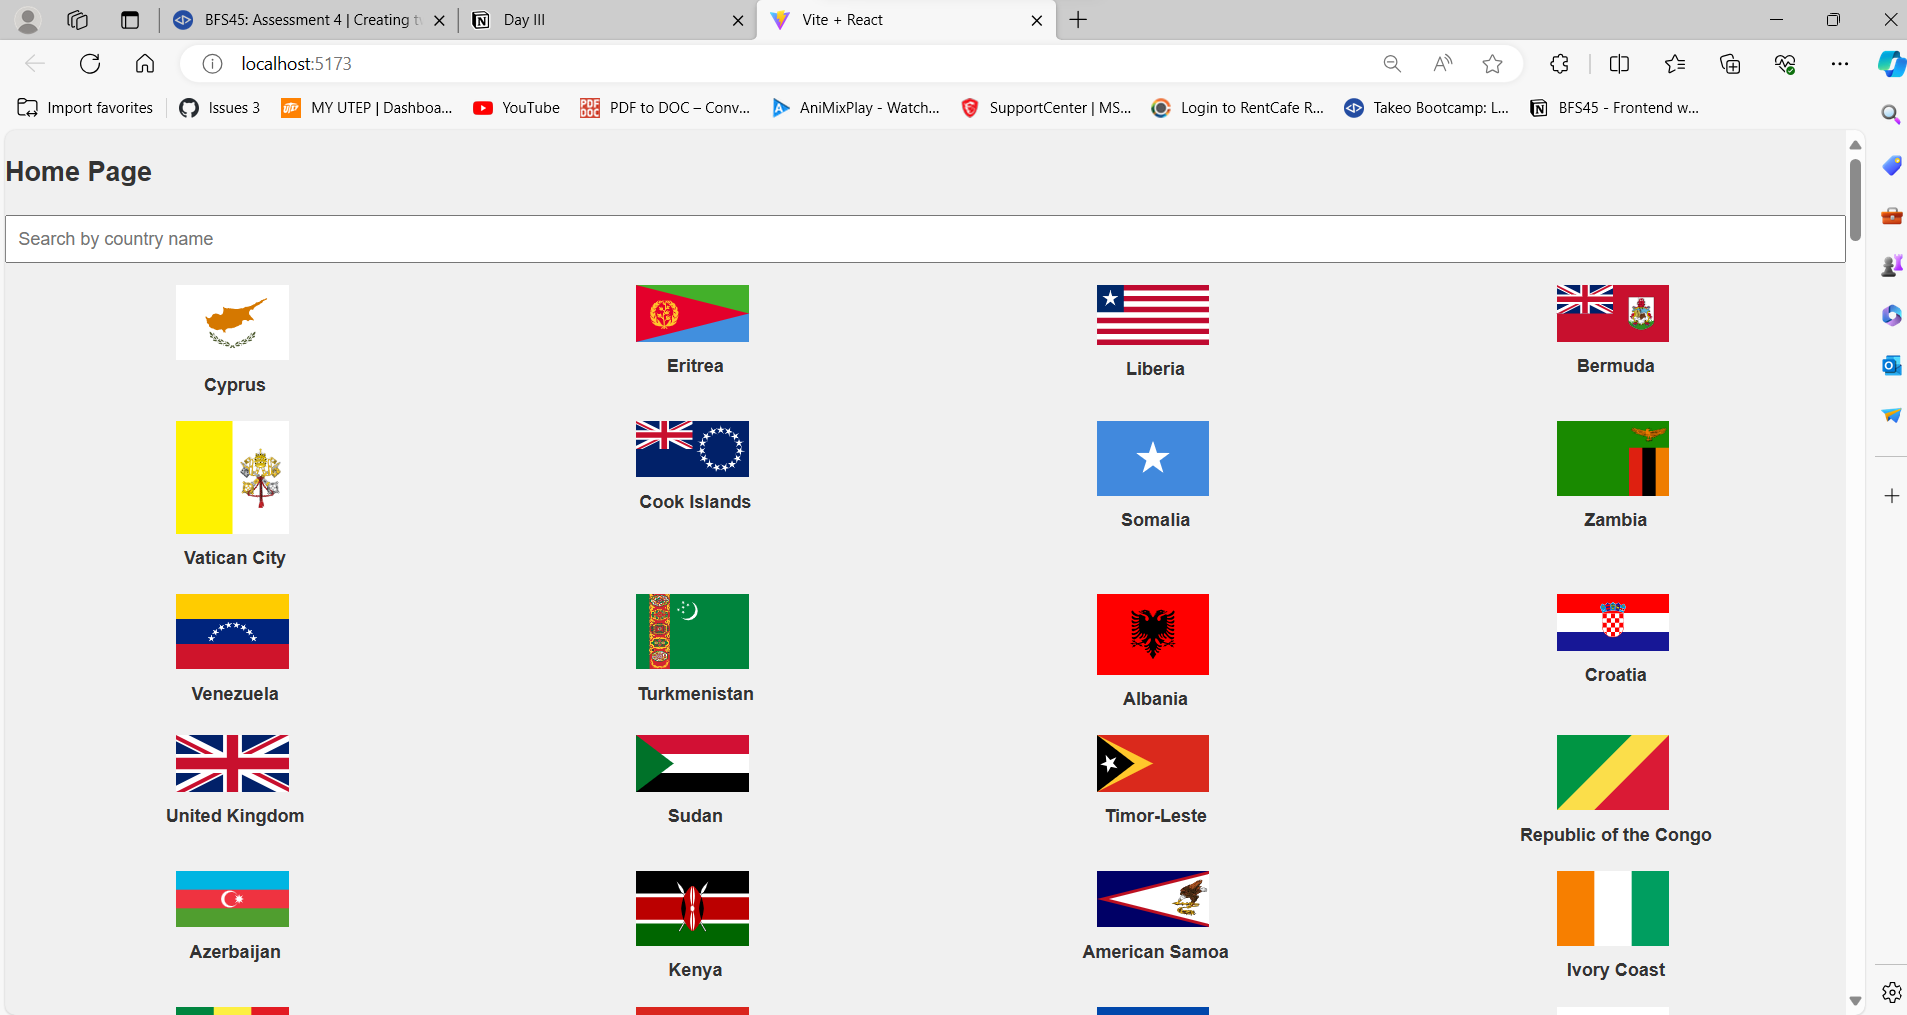 BFS45: Assessment 4 | Creating t
Day III
Vite + React
localhost:5173
Import favorites
Issues 3
MY UTEP | Dashboa...
YouTube
PDF to DOC – Conv...
AniMixPlay - Watch...
SupportCenter | MS...
Login to RentCafe R...
Takeo Bootcamp: L...
BFS45 - Frontend w...
Home Page
Search by country name
Cyprus
Eritrea
Liberia
Bermuda
Vatican City
Cook Islands
Somalia
Zambia
Venezuela
Turkmenistan
Albania
Croatia
United Kingdom
Sudan
Timor-Leste
Republic of the Congo
Azerbaijan
Kenya
American Samoa
Ivory Coast